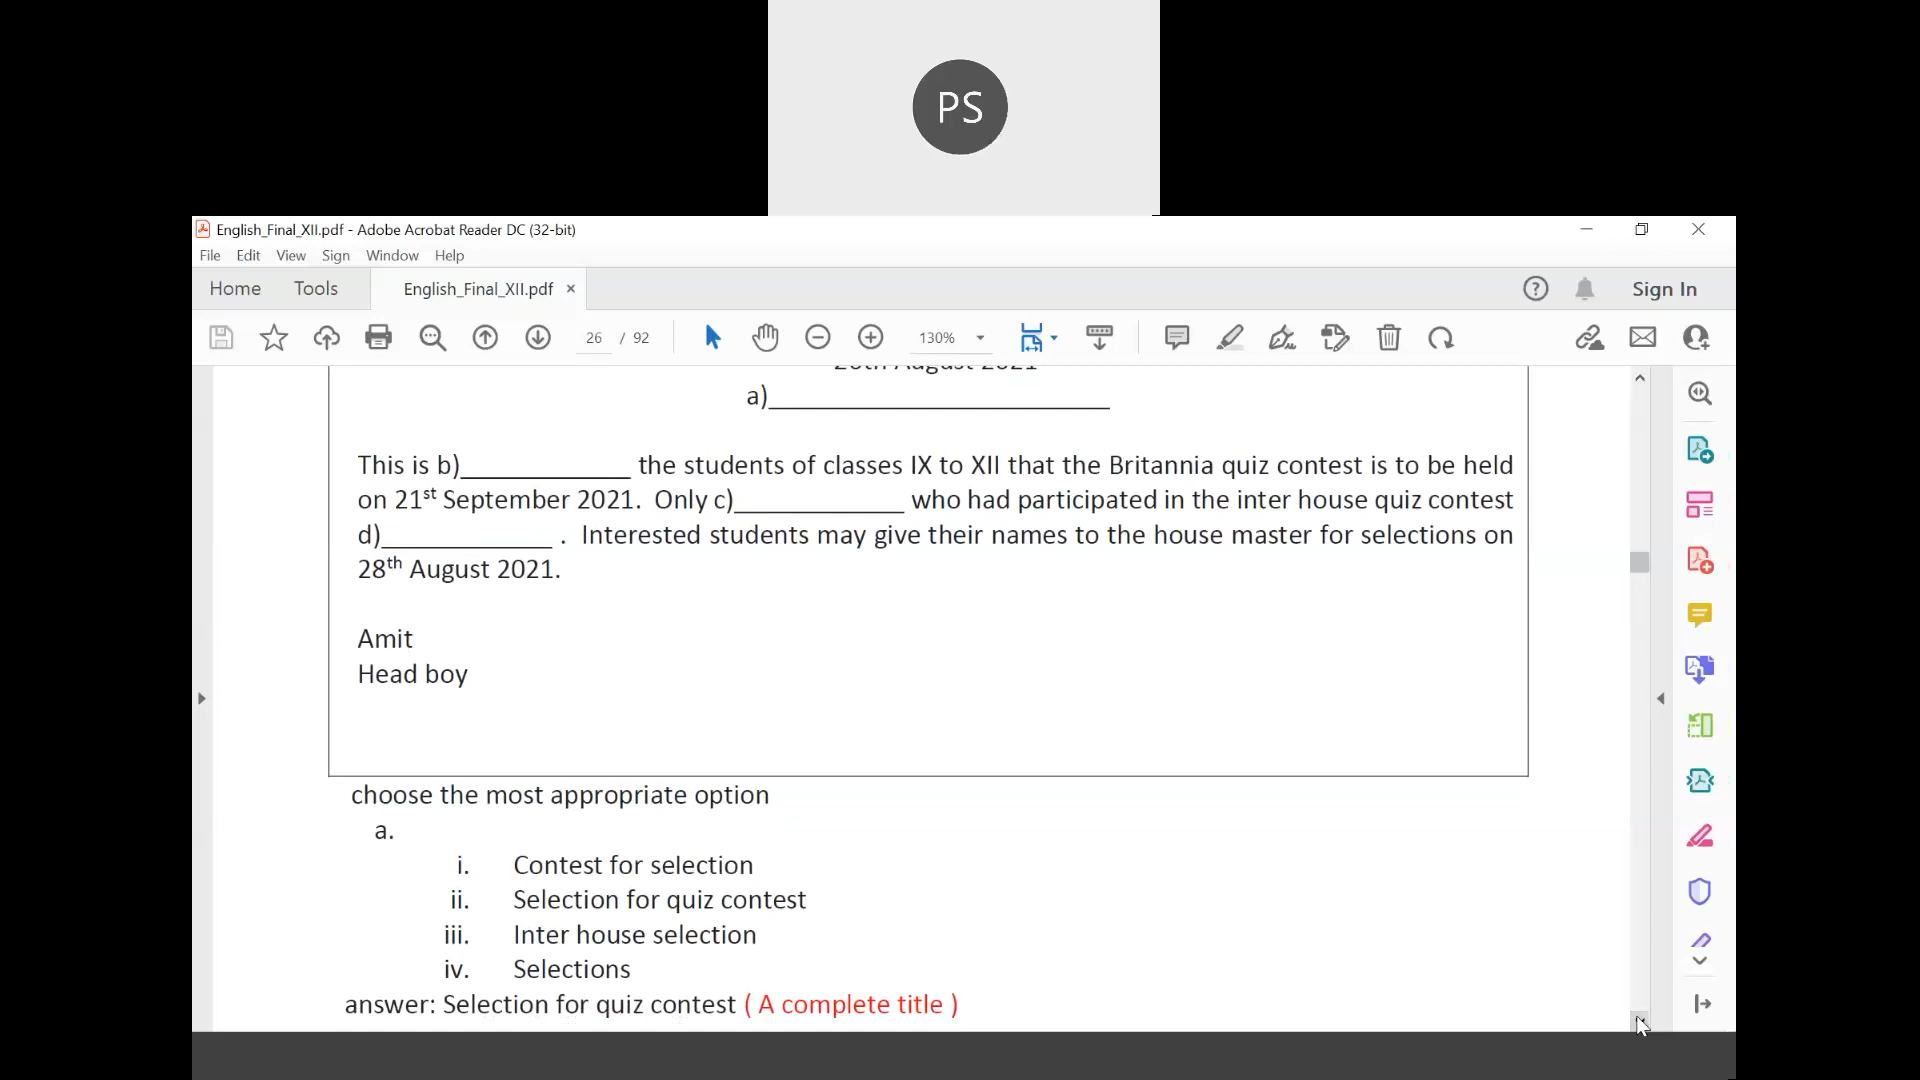 PS
English_Final_XII.pdf - Adobe Acrobat Reader DC (32-bit)
File Edit View Window Sign Help
Home Tools English_Final_XII.pdf × Sign In
26 / 92 130%
a)_________________________
This is b)____________ the students of classes IX to XII that the Britannia quiz contest is to be held
on 21st September 2021. Only c)____________ who had participated in the inter house quiz contest
d)____________ . Interested students may give their names to the house master for selections on
28th August 2021.
Amit
Head boy
choose the most appropriate option
a.
i. Contest for selection
ii. Selection for quiz contest
iii. Inter house selection
iv. Selections
answer: Selection for quiz contest ( A complete title )